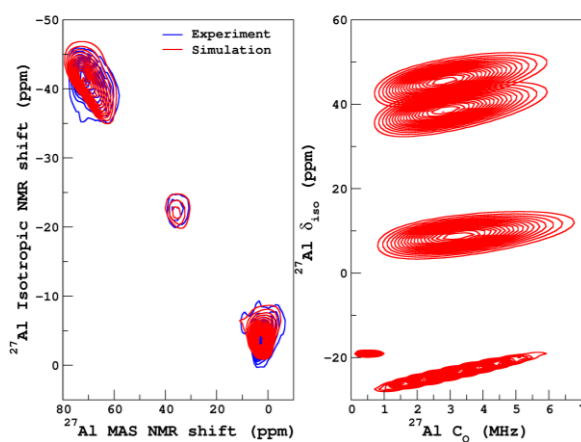 -50
-40
-30
-20
-10
0
80 60 40 20 0
²⁷Al Isotropic NMR shift (ppm)
²⁷Al MAS NMR shift (ppm)
Experiment
Simulation
60
40
20
0
-20
1 2 3 4 5 6 7
²⁷Al δiso (ppm)
²⁷Al CQ (MHz)